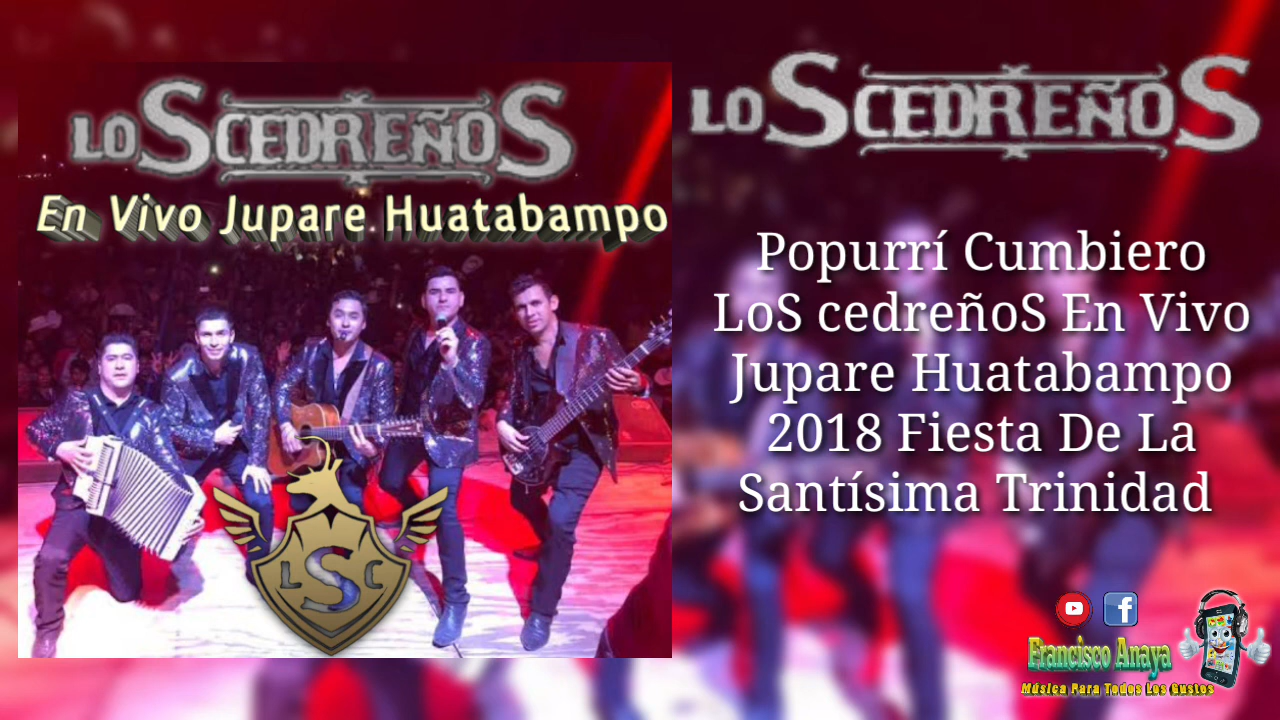 LoS CEDREñoS
En Vivo Jupare Huatabampo
L S C
LoS CEDREñoS
Popurrí Cumbiero
LoS cedreñoS En Vivo
Jupare Huatabampo
2018 Fiesta De La
Santísima Trinidad
f
Francisco Anaya
Música Para Todos Los Gustos